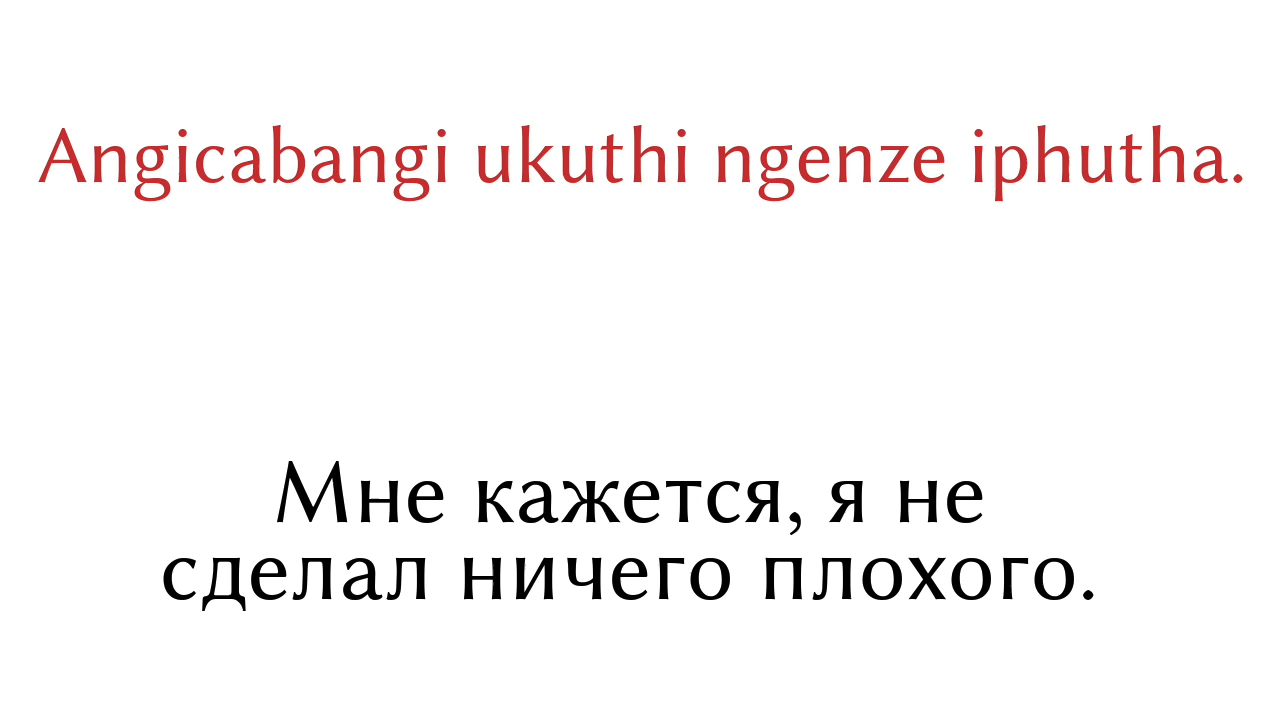 Angicabangi ukuthi ngenze iphutha.
Мне кажется, я не
сделал ничего плохого.